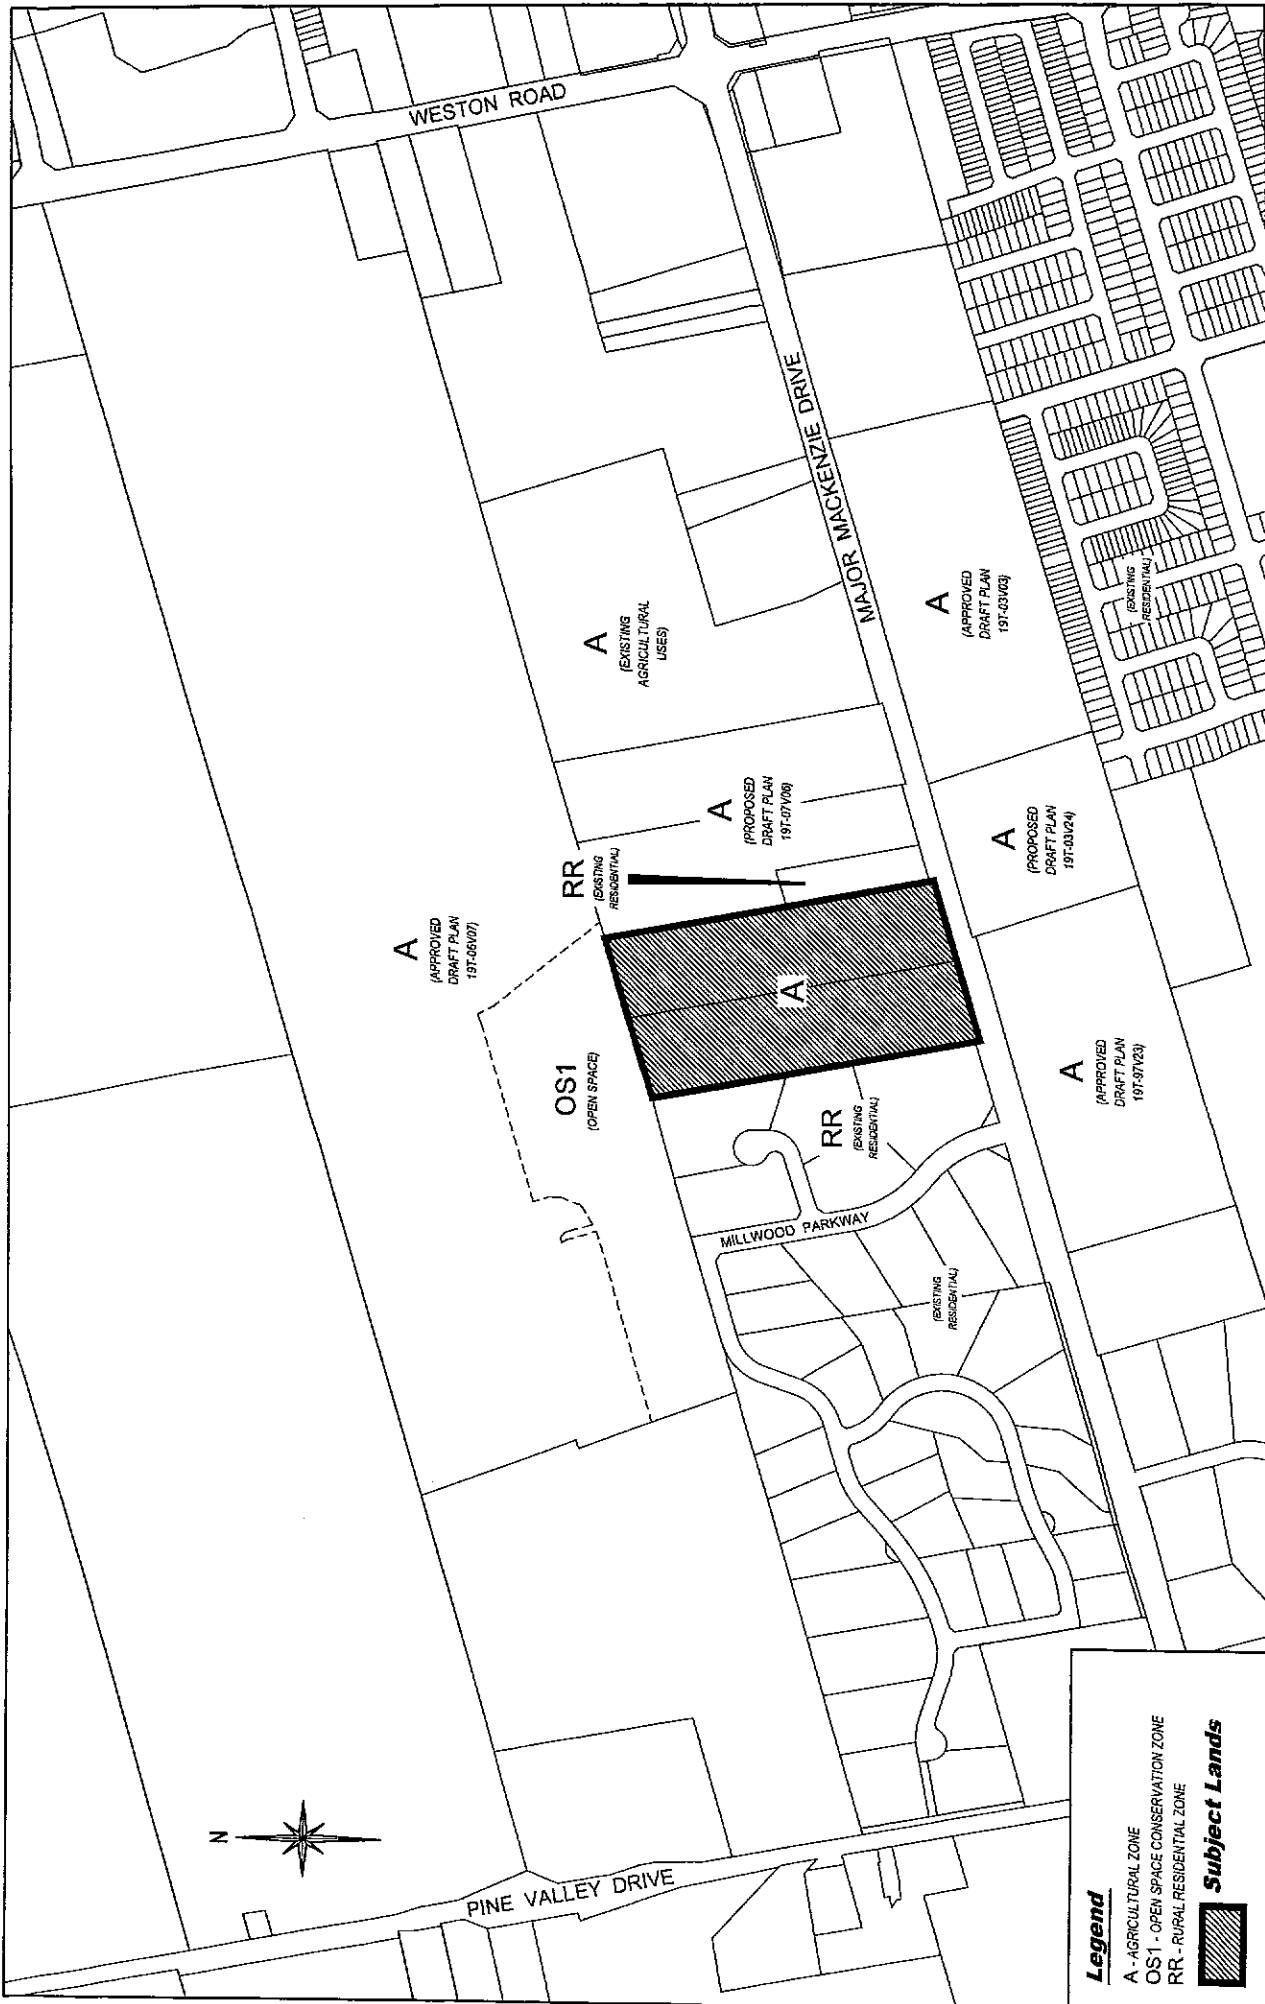 WESTON ROAD
MAJOR MACKENZIE DRIVE
A
(EXISTING
AGRICULTURAL
USES)
A
(APPROVED
DRAFT PLAN
19T-03V03)
(EXISTING
RESIDENTIAL)
A
(PROPOSED
DRAFT PLAN
19T-07V06)
A
(PROPOSED
DRAFT PLAN
19T-03V24)
RR
(EXISTING
RESIDENTIAL)
A
(APPROVED
DRAFT PLAN
19T-06V07)
A
OS1
(OPEN SPACE)
A
(APPROVED
DRAFT PLAN
19T-97V23)
RR
(EXISTING
RESIDENTIAL)
MILLWOOD PARKWAY
(EXISTING
RESIDENTIAL)
N
PINE VALLEY DRIVE
Legend
A - AGRICULTURAL ZONE
OS1 - OPEN SPACE CONSERVATION ZONE
RR - RURAL RESIDENTIAL ZONE
Subject Lands